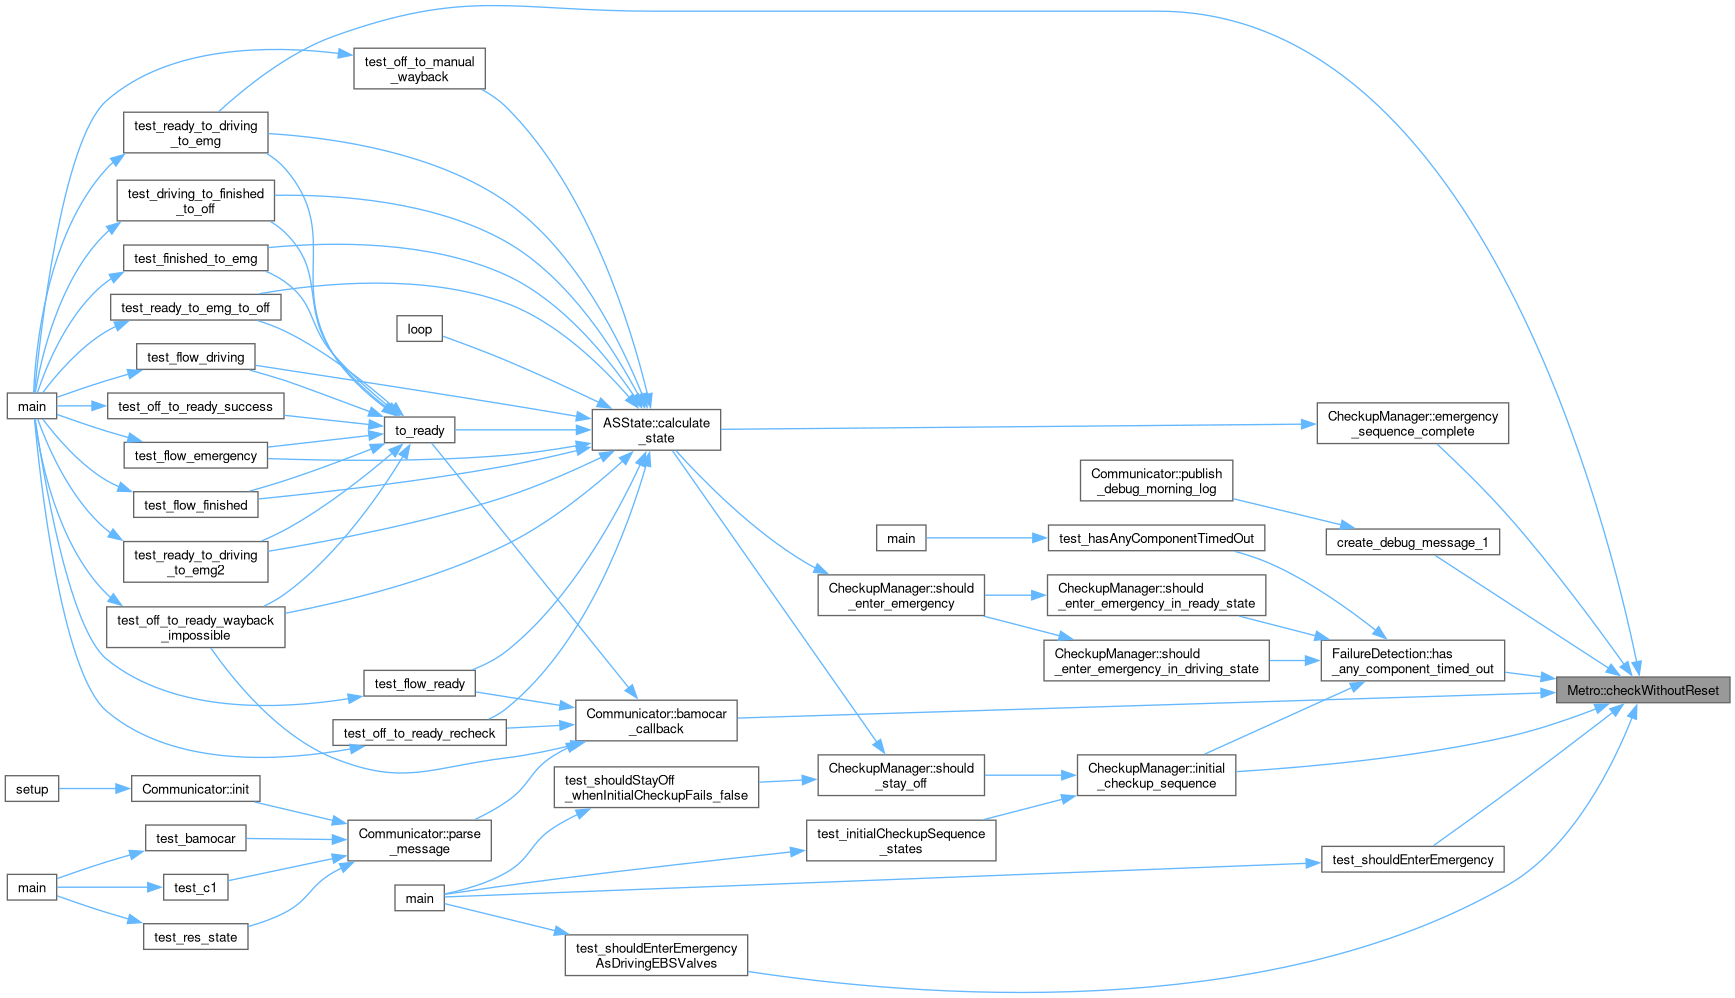 test_off_to_manual
_wayback
test_ready_to_driving
_to_emg
test_driving_to_finished
_to_off
test_finished_to_emg
test_ready_to_emg_to_off
loop
test_flow_driving
main
test_off_to_ready_success
to_ready
ASState::calculate
_state
CheckupManager::emergency
_sequence_complete
test_flow_emergency
test_flow_finished
Communicator::publish
_debug_morning_log
main
test_hasAnyComponentTimedOut
create_debug_message_1
test_ready_to_driving
_to_emg2
CheckupManager::should
_enter_emergency
CheckupManager::should
_enter_emergency_in_ready_state
test_off_to_ready_wayback
_impossible
CheckupManager::should
_enter_emergency_in_driving_state
FailureDetection::has
_any_component_timed_out
test_flow_ready
Metro::checkWithoutReset
test_off_to_ready_recheck
Communicator::bamocar
_callback
setup
Communicator::init
test_shouldStayOff
_whenInitialCheckupFails_false
CheckupManager::should
_stay_off
CheckupManager::initial
_checkup_sequence
test_bamocar
Communicator::parse
_message
test_initialCheckupSequence
_states
test_shouldEnterEmergency
main
test_c1
main
test_res_state
test_shouldEnterEmergency
AsDrivingEBSValves